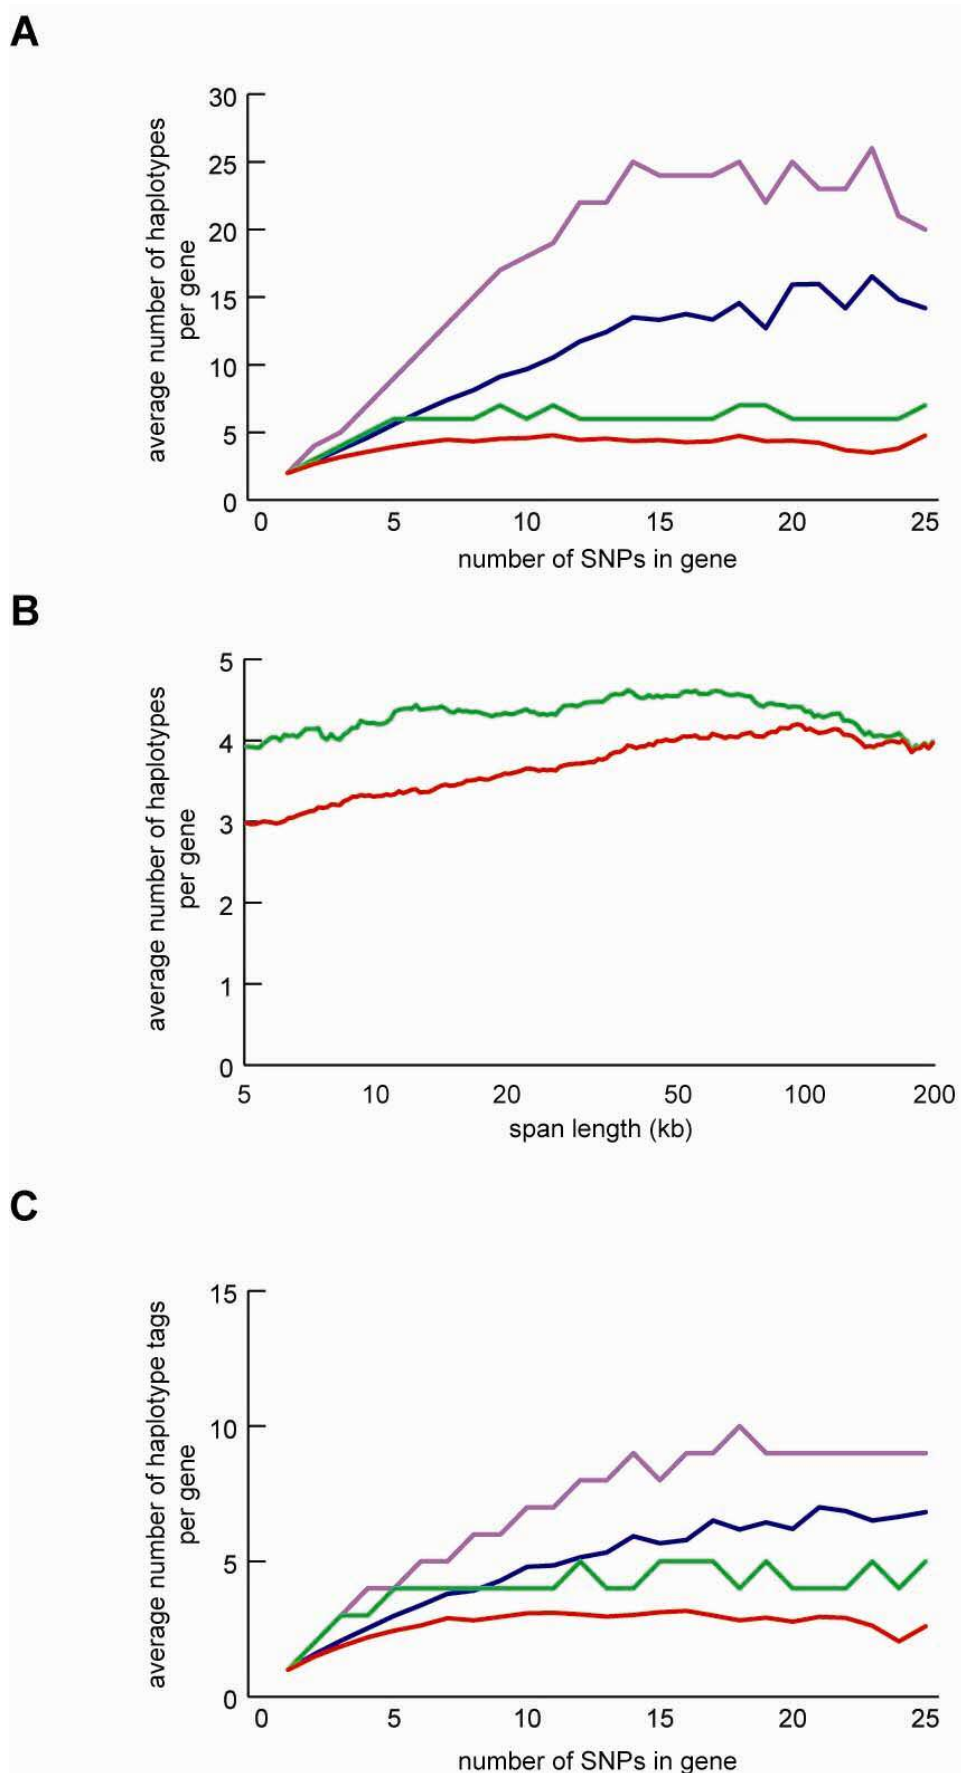 A
30
25
20
15
10
5
0
average number of haplotypes
per gene
0 5 10 15 20 25
number of SNPs in gene
B
5
4
3
2
1
0
average number of haplotypes
per gene
5 10 20 50 100 200
span length (kb)
C
15
10
5
0
average number of haplotype tags
per gene
0 5 10 15 20 25
number of SNPs in gene